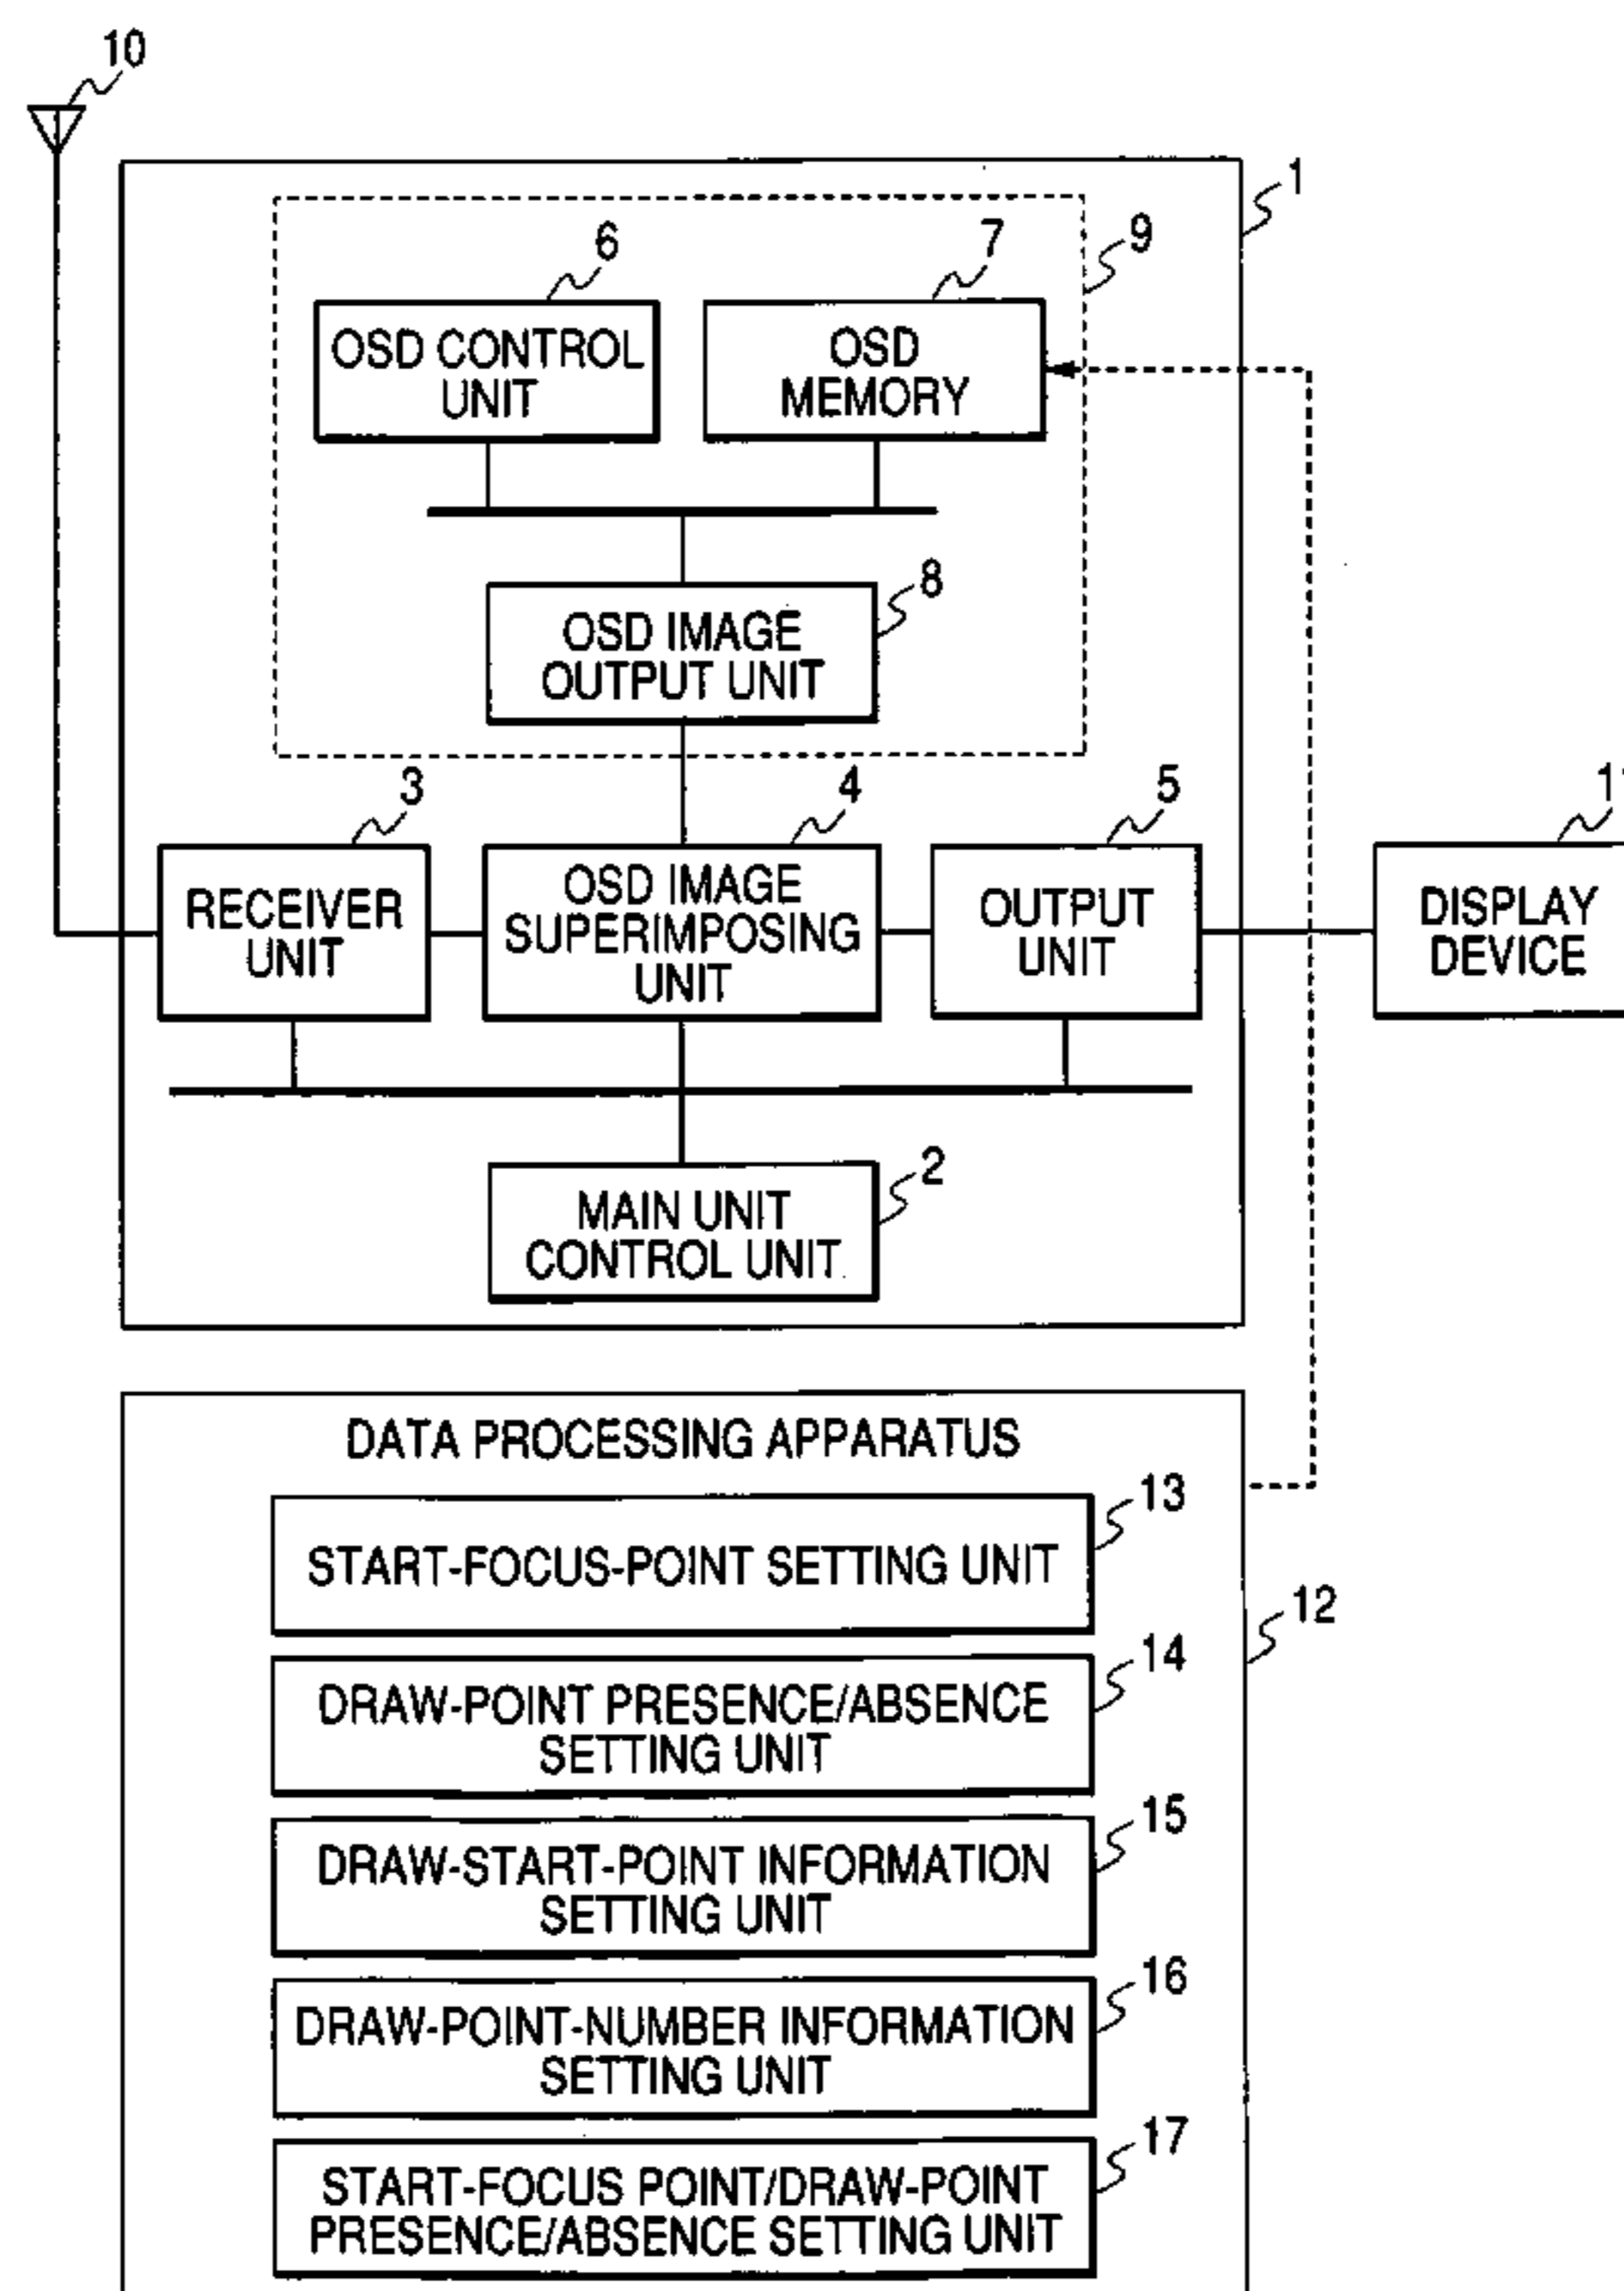 10
1
6
7
9
OSD CONTROL
UNIT
OSD
MEMORY
8
OSD IMAGE
OUTPUT UNIT
3
4
5
RECEIVER
UNIT
OSD IMAGE
SUPERIMPOSING
UNIT
OUTPUT
UNIT
DISPLAY
DEVICE
2
MAIN UNIT
CONTROL UNIT
DATA PROCESSING APPARATUS
13
START-FOCUS-POINT SETTING UNIT
12
14
DRAW-POINT PRESENCE/ABSENCE
SETTING UNIT
15
DRAW-START-POINT INFORMATION
SETTING UNIT
16
DRAW-POINT-NUMBER INFORMATION
SETTING UNIT
17
START-FOCUS POINT/DRAW-POINT
PRESENCE/ABSENCE SETTING UNIT